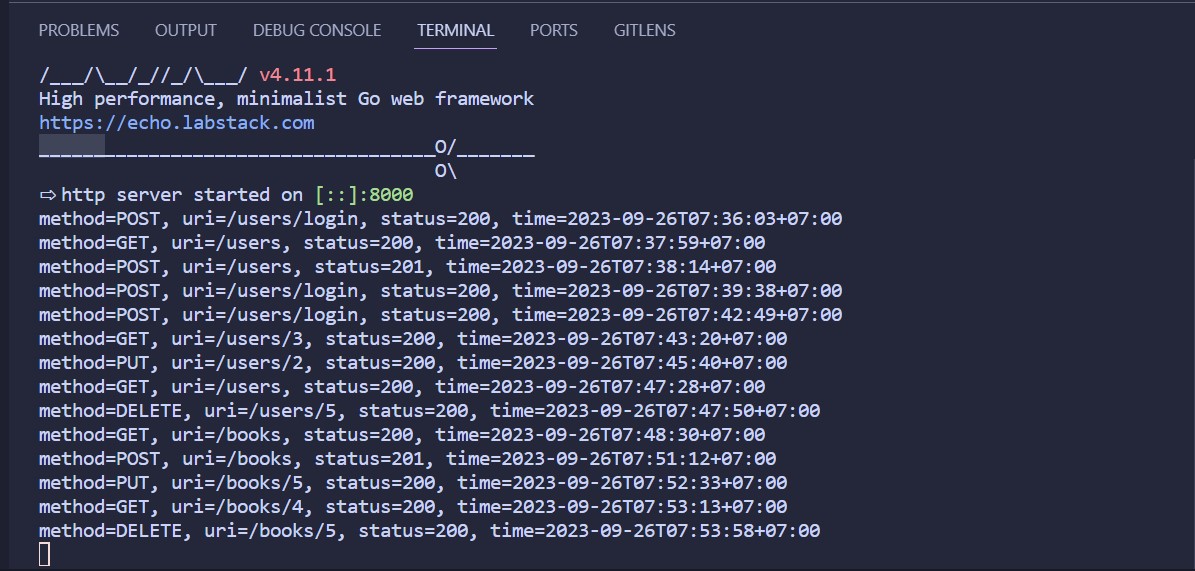 PROBLEMS OUTPUT DEBUG CONSOLE TERMINAL PORTS GITLENS
/___/\__/_//_/\___/ v4.11.1
High performance, minimalist Go web framework
https://echo.labstack.com
____________________________________O/_______
                                    O\
⇨ http server started on [::]:8000
method=POST, uri=/users/login, status=200, time=2023-09-26T07:36:03+07:00
method=GET, uri=/users, status=200, time=2023-09-26T07:37:59+07:00
method=POST, uri=/users, status=201, time=2023-09-26T07:38:14+07:00
method=POST, uri=/users/login, status=200, time=2023-09-26T07:39:38+07:00
method=POST, uri=/users/login, status=200, time=2023-09-26T07:42:49+07:00
method=GET, uri=/users/3, status=200, time=2023-09-26T07:43:20+07:00
method=PUT, uri=/users/2, status=200, time=2023-09-26T07:45:40+07:00
method=GET, uri=/users, status=200, time=2023-09-26T07:47:28+07:00
method=DELETE, uri=/users/5, status=200, time=2023-09-26T07:47:50+07:00
method=GET, uri=/books, status=200, time=2023-09-26T07:48:30+07:00
method=POST, uri=/books, status=201, time=2023-09-26T07:51:12+07:00
method=PUT, uri=/books/5, status=200, time=2023-09-26T07:52:33+07:00
method=GET, uri=/books/4, status=200, time=2023-09-26T07:53:13+07:00
method=DELETE, uri=/books/5, status=200, time=2023-09-26T07:53:58+07:00